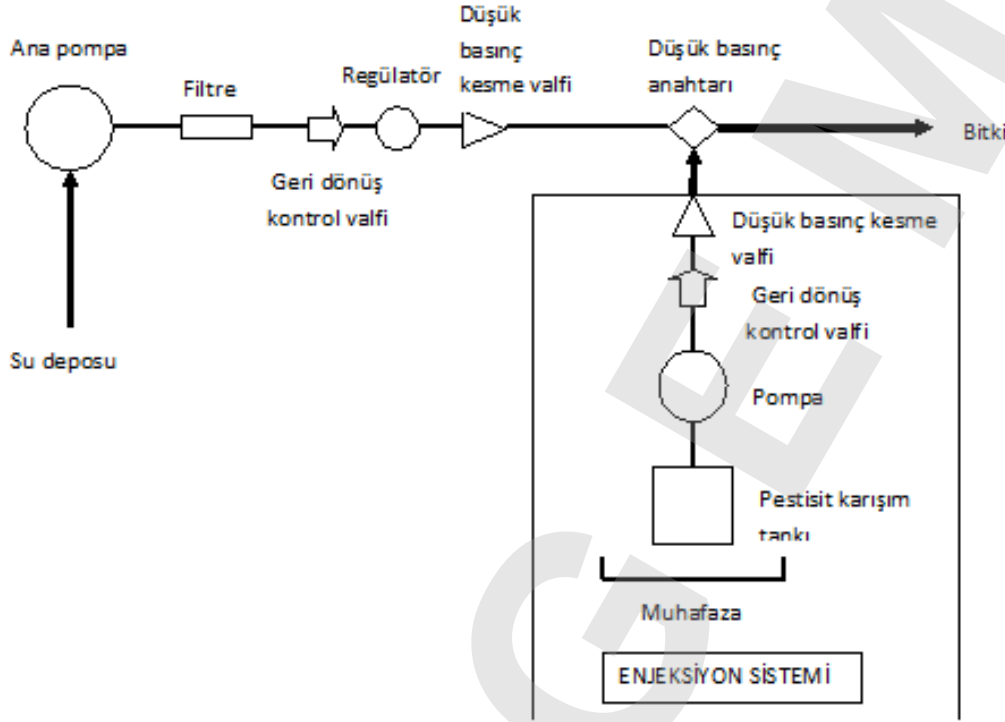 Ana pompa
Filtre
Regülatör
Düşük
basınç
kesme valfi
Düşük basınç
anahtarı
Bitki
Geri dönüş
kontrol valfi
Su deposu
Düşük basınç kesme
valfi
Geri dönüş
kontrol valfi
Pompa
Pestisit karışım
tankı
Muhafaza
ENJEKSİYON SİSTEMİ
G E M